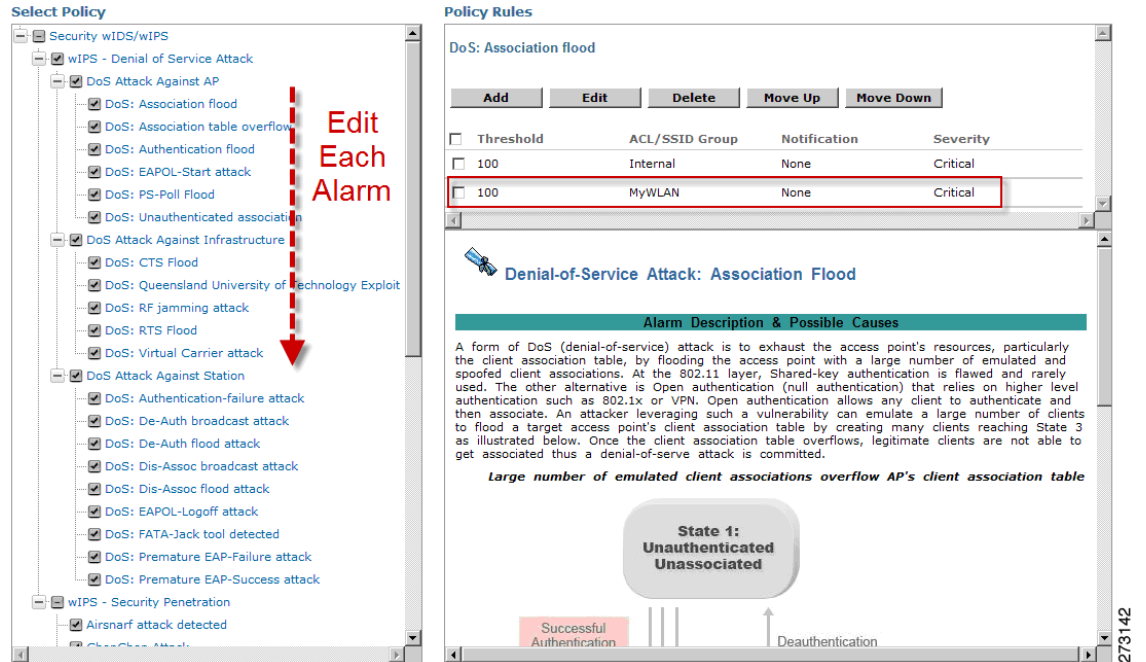 Select Policy
Security wIDS/wIPS
wIPS - Denial of Service Attack
DoS Attack Against AP
DoS: Association flood
DoS: Association table overflow
DoS: Authentication flood
DoS: EAPOL-Start attack
DoS: PS-Poll Flood
DoS: Unauthenticated association
DoS Attack Against Infrastructure
DoS: CTS Flood
DoS: Queensland University of Technology Exploit
DoS: RF jamming attack
DoS: RTS Flood
DoS: Virtual Carrier attack
DoS Attack Against Station
DoS: Authentication-failure attack
DoS: De-Auth broadcast attack
DoS: De-Auth flood attack
DoS: Dis-Assoc broadcast attack
DoS: Dis-Assoc flood attack
DoS: EAPOL-Logoff attack
DoS: FATA-Jack tool detected
DoS: Premature EAP-Failure attack
DoS: Premature EAP-Success attack
wIPS - Security Penetration
Airsnarf attack detected
ChopChop Attack
Edit
Each
Alarm
Policy Rules
DoS: Association flood
Add Edit Delete Move Up Move Down
Threshold ACL/SSID Group Notification Severity
100 Internal None Critical
100 MyWLAN None Critical
Denial-of-Service Attack: Association Flood
Alarm Description & Possible Causes
A form of DoS (denial-of-service) attack is to exhaust the access point's resources, particularly
the client association table, by flooding the access point with a large number of emulated and
spoofed client associations. At the 802.11 layer, Shared-key authentication is flawed and rarely
used. The other alternative is Open authentication (null authentication) that relies on higher level
authentication such as 802.1x or VPN. Open authentication allows any client to authenticate and
then associate. An attacker leveraging such a vulnerability can emulate a large number of clients
to flood a target access point's client association table by creating many clients reaching State 3
as illustrated below. Once the client association table overflows, legitimate clients are not able to
get associated thus a denial-of-serve attack is committed.
Large number of emulated client associations overflow AP's client association table
State 1:
Unauthenticated
Unassociated
Successful
Authentication
Deauthentication
273142